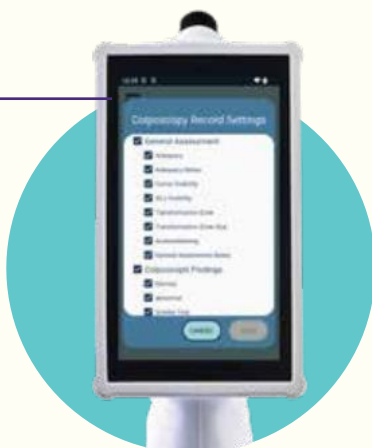 Colposcopy Record Settings
General Assessment
Adequacy
Adequacy Notes
Cervix Visibility
SCJ Visibility
Transformation Zone
Transformation Zone Size
Acetowhitening
General Assessment Notes
Colposcopic Findings
Normal
Abnormal
CANCEL
SAVE